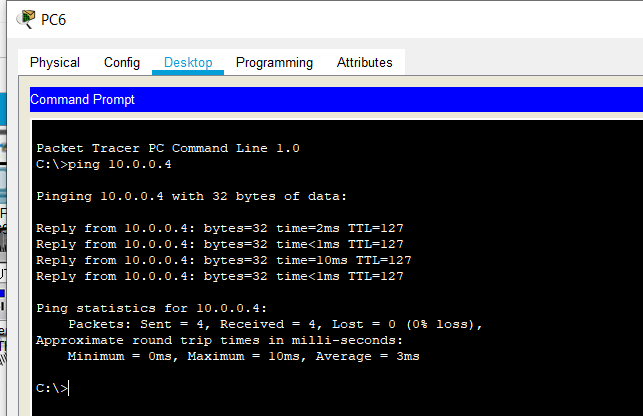 PC6
Physical Config Desktop Programming Attributes
Command Prompt
Packet Tracer PC Command Line 1.0
C:\>ping 10.0.0.4
Pinging 10.0.0.4 with 32 bytes of data:
Reply from 10.0.0.4: bytes=32 time=2ms TTL=127
Reply from 10.0.0.4: bytes=32 time<1ms TTL=127
Reply from 10.0.0.4: bytes=32 time=10ms TTL=127
Reply from 10.0.0.4: bytes=32 time<1ms TTL=127
Ping statistics for 10.0.0.4:
Packets: Sent = 4, Received = 4, Lost = 0 (0% loss),
Approximate round trip times in milli-seconds:
Minimum = 0ms, Maximum = 10ms, Average = 3ms
C:\>